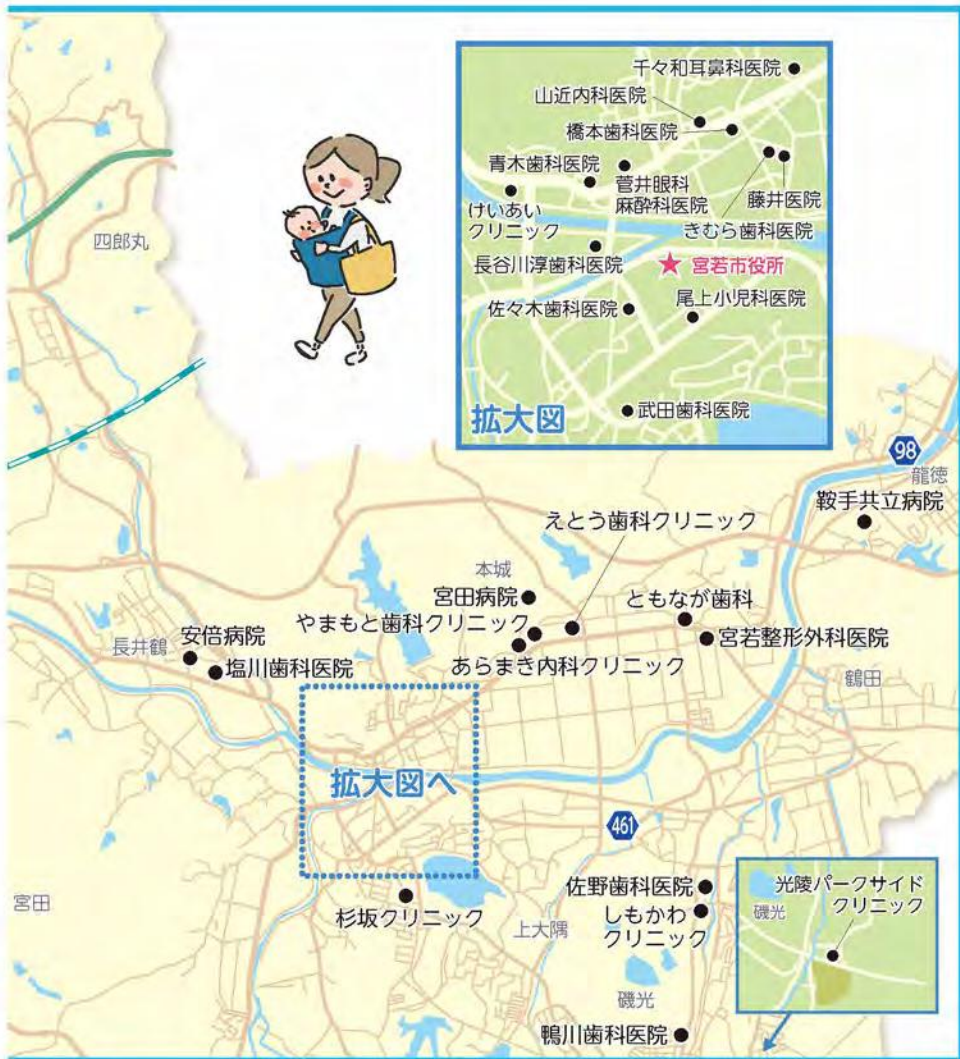 千々和耳鼻科医院
山近内科医院
橋本歯科医院
青木歯科医院
菅井眼科
麻酔科医院
藤井医院
けいあい
クリニック
きむら歯科医院
長谷川淳歯科医院
宮若市役所
佐々木歯科医院
尾上小児科医院
武田歯科医院
拡大図
四郎丸
98
龍徳
鞍手共立病院
えとう歯科クリニック
本城
宮田病院
ともなが歯科
やまもと歯科クリニック
宮若整形外科医院
あらまき内科クリニック
長井鶴
安倍病院
塩川歯科医院
鶴田
拡大図へ
461
佐野歯科医院
しもかわ
クリニック
光陵パークサイド
クリニック
磯光
宮田
杉坂クリニック
上大隅
磯光
鴨川歯科医院